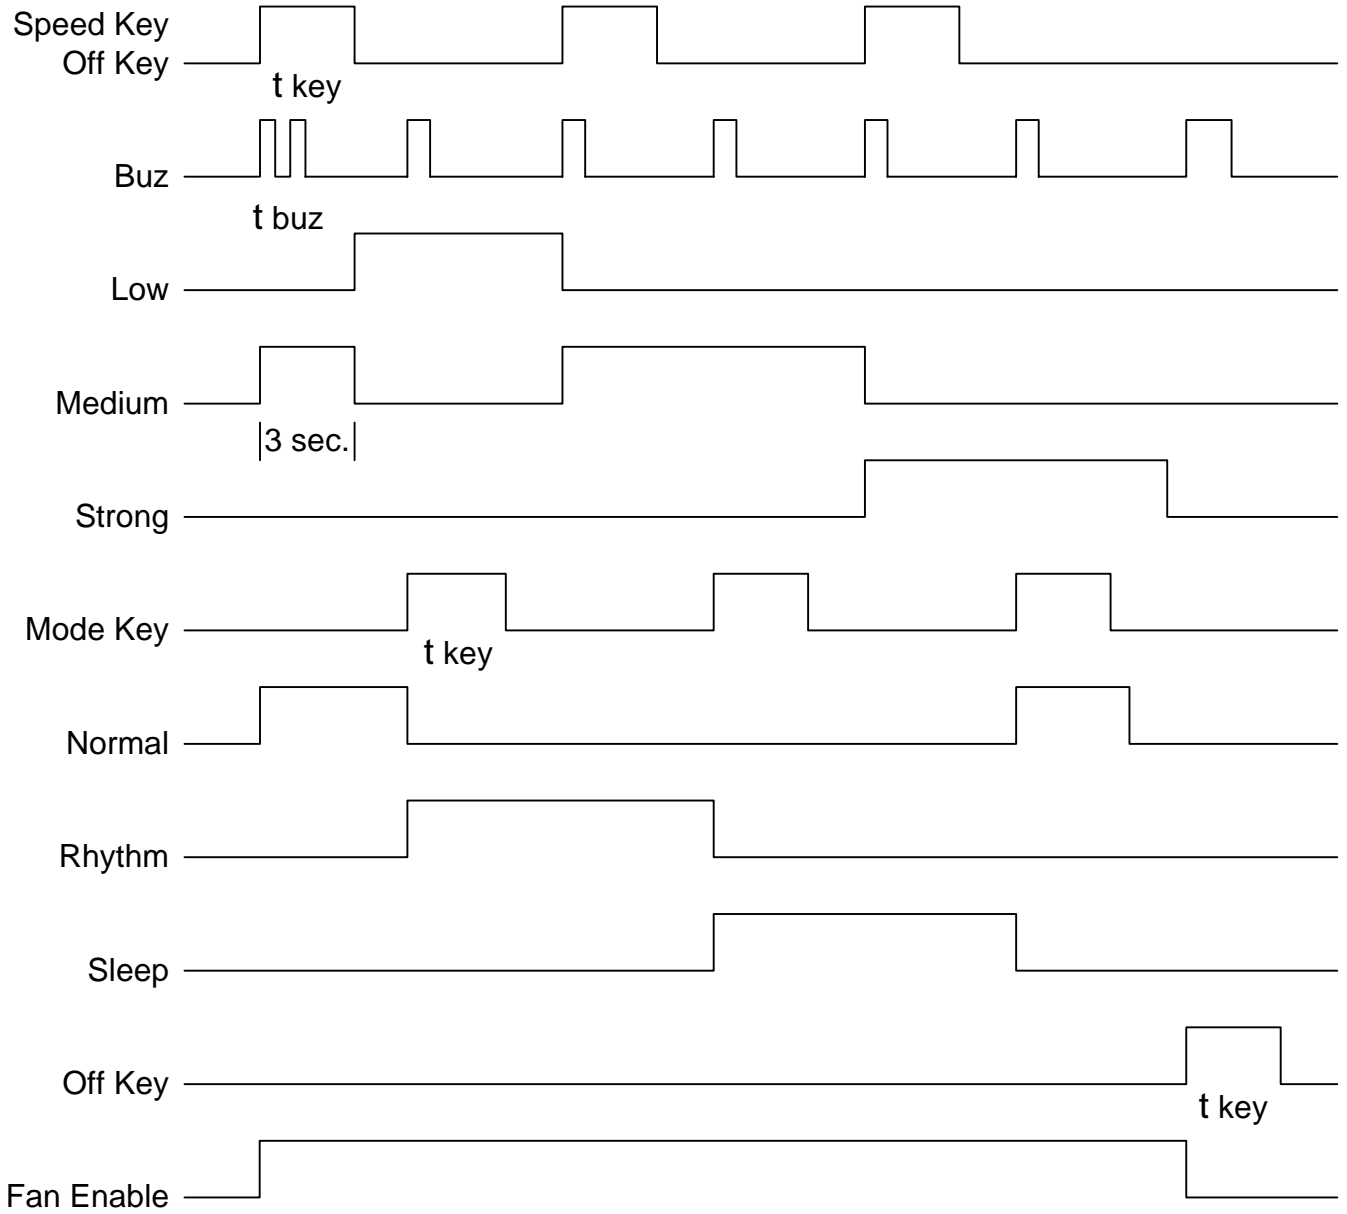 Speed Key
Off Key
t key
Buz
t buz
Low
Medium
3 sec.
Strong
Mode Key
t key
Normal
Rhythm
Sleep
Off Key
t key
Fan Enable